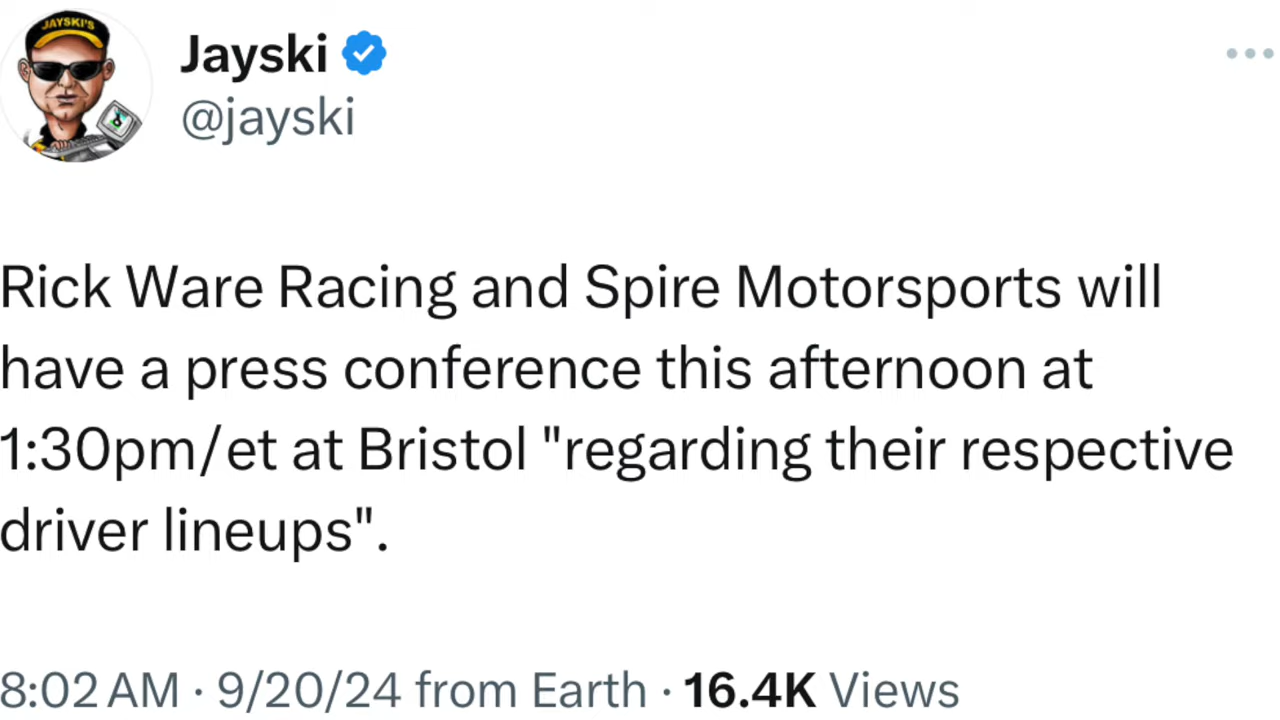 JAYSKI'S
Jayski
@jayski
Rick Ware Racing and Spire Motorsports will
have a press conference this afternoon at
1:30pm/et at Bristol "regarding their respective
driver lineups".
8:02 AM · 9/20/24 from Earth · 16.4K Views